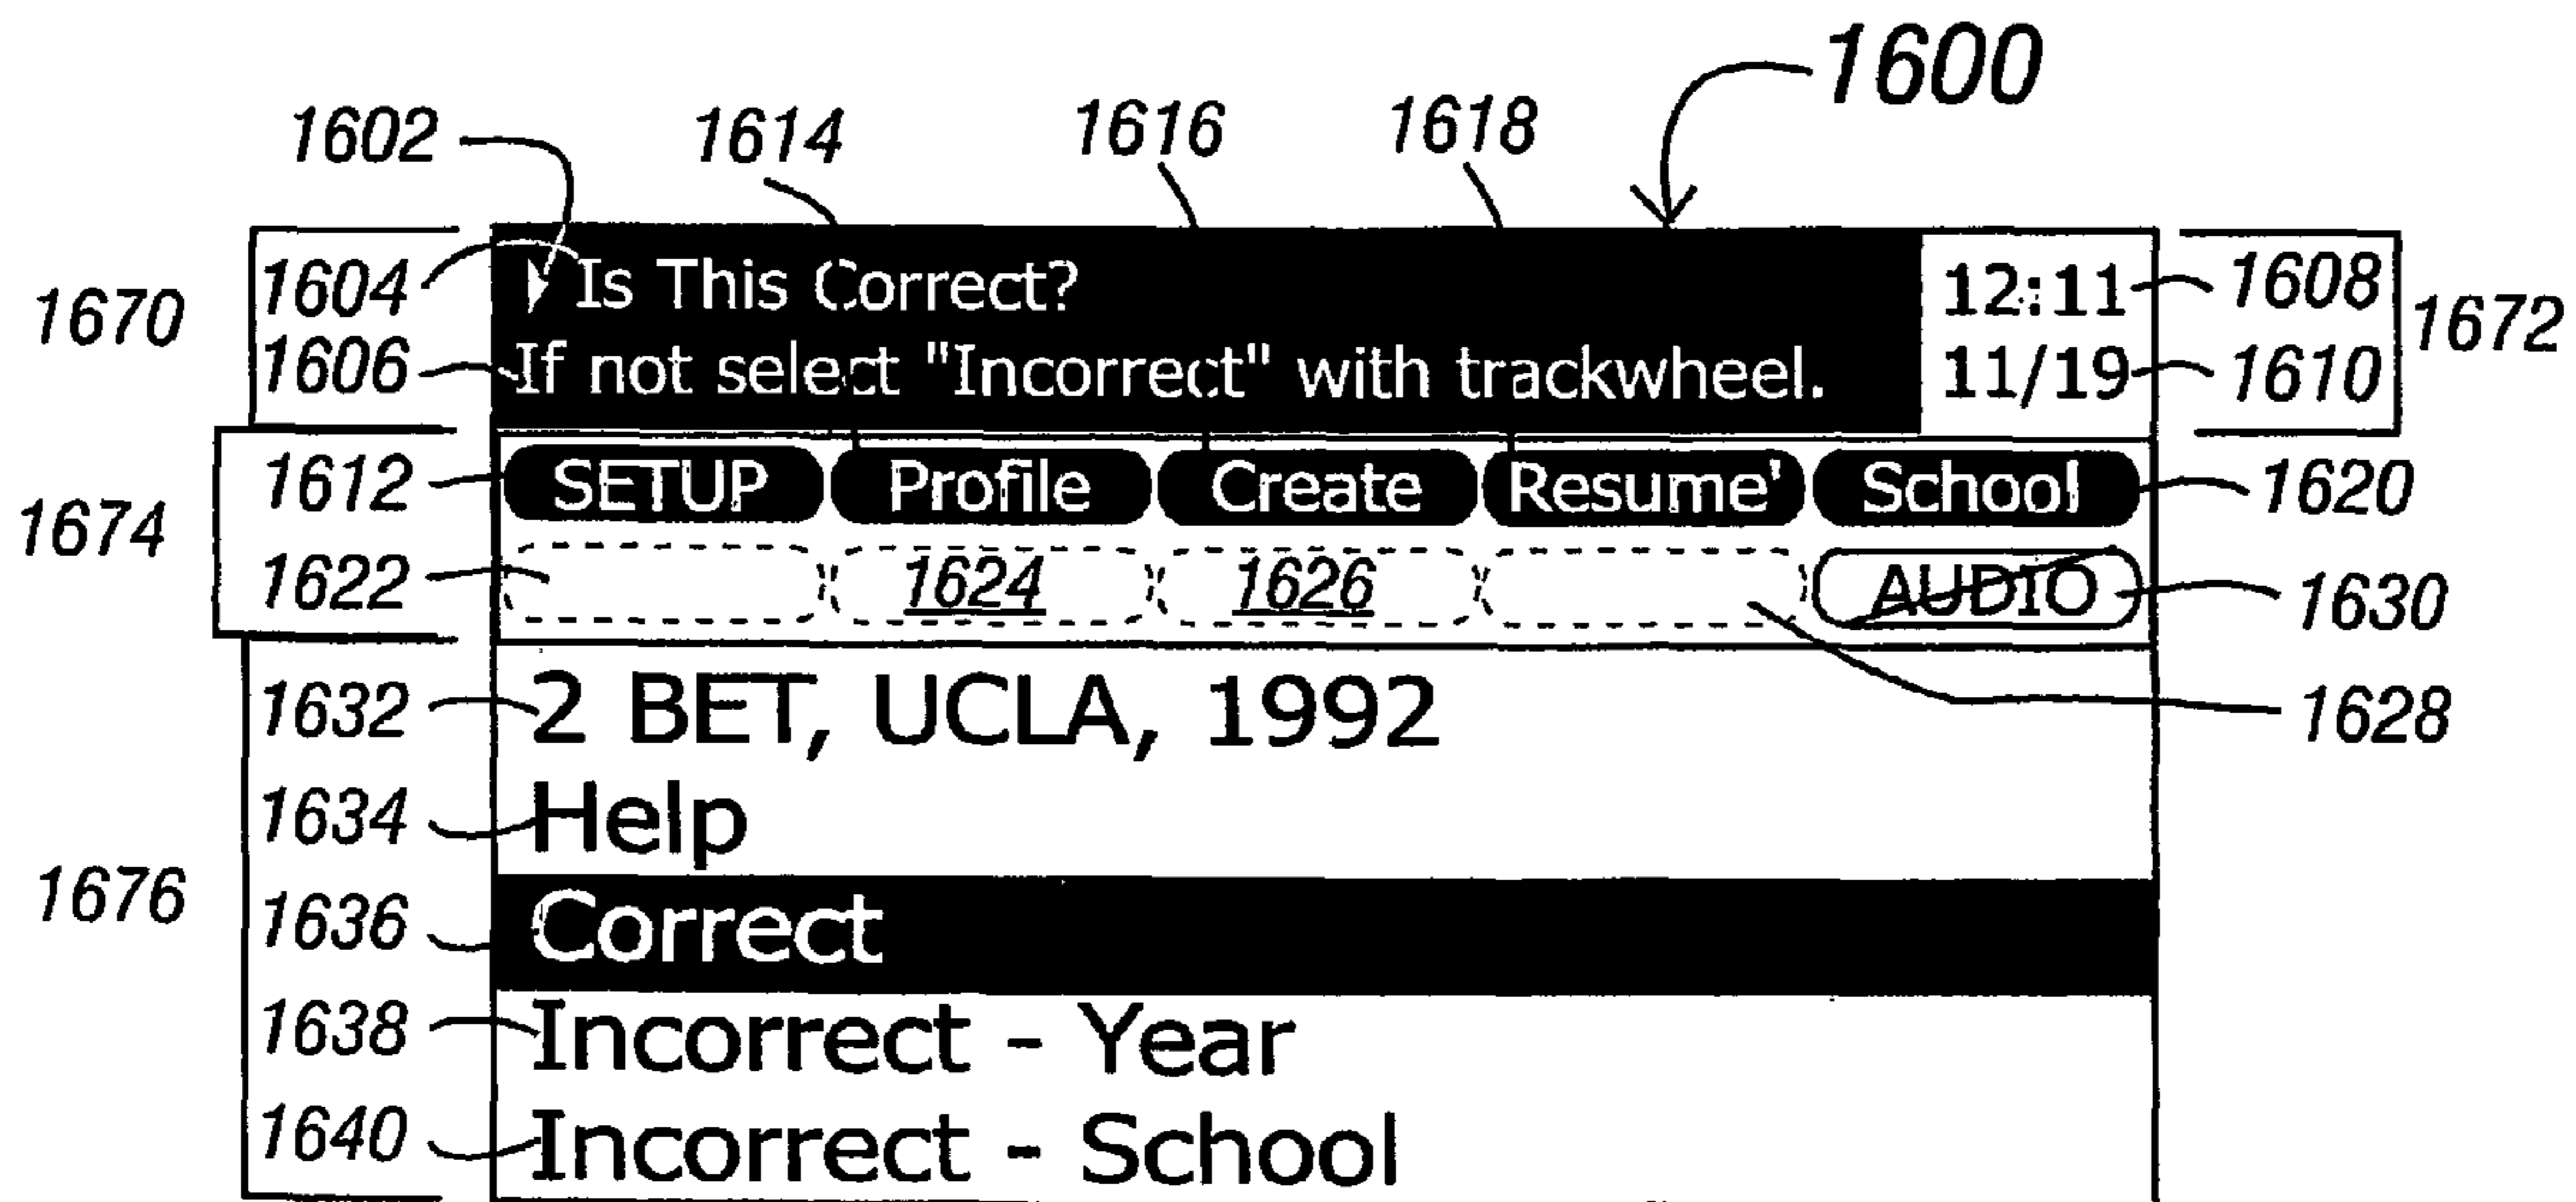 1600
1602 1614 1616 1618
1670 1604 Is This Correct? 12:11 1608 1672
1606 If not select "Incorrect" with trackwheel. 11/19 1610
1674 1612 SETUP Profile Create Resume' School 1620
1622 1624 1626 AUDIO 1630
1632 2 BET, UCLA, 1992 1628
1634 Help
1676 1636 Correct
1638 Incorrect - Year
1640 Incorrect - School